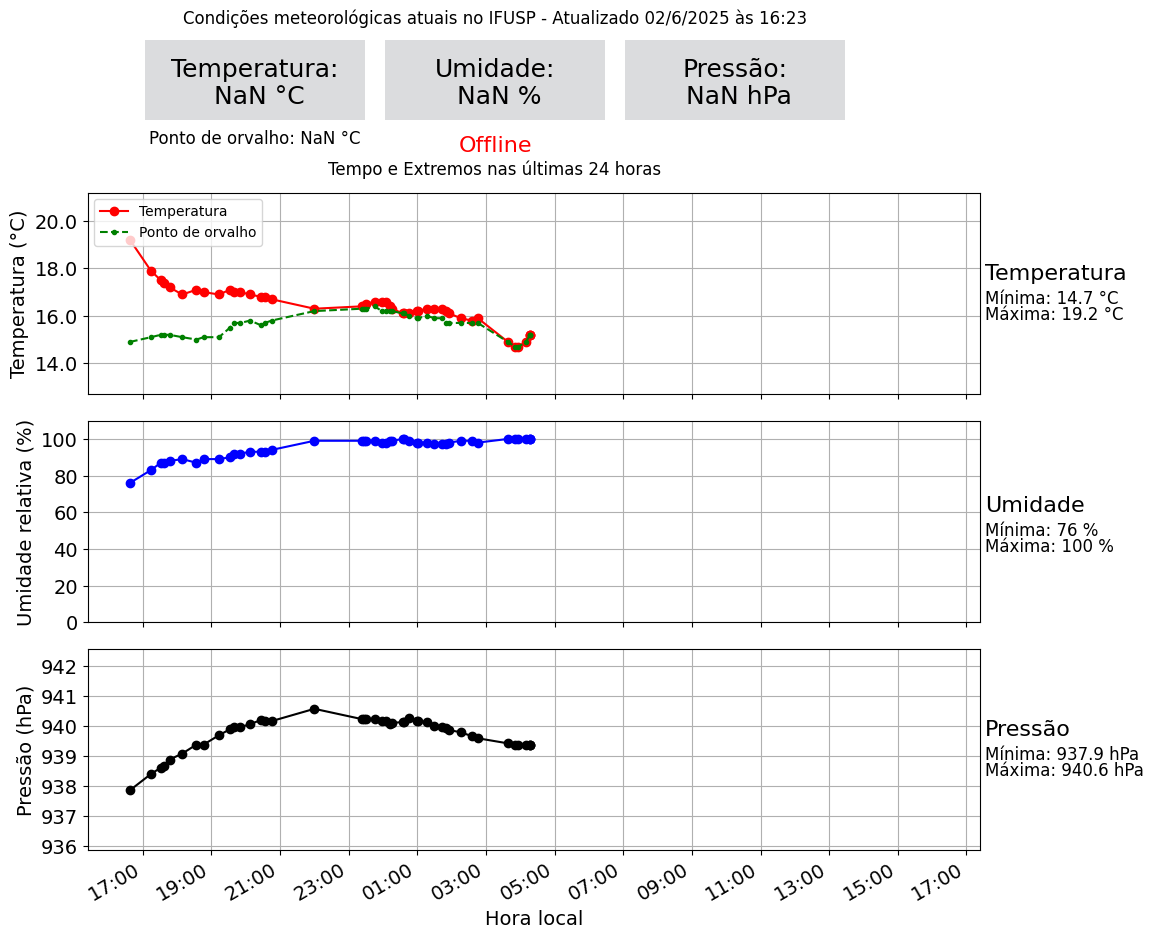 Condições meteorológicas atuais no IFUSP - Atualizado 02/6/2025 às 16:23
Temperatura:
NaN °C
Umidade:
NaN %
Pressão:
NaN hPa
Ponto de orvalho: NaN °C
Offline
Tempo e Extremos nas últimas 24 horas
Temperatura (°C)
20.0
18.0
16.0
14.0
Temperatura
Ponto de orvalho
Temperatura
Mínima: 14.7 °C
Máxima: 19.2 °C
Umidade relativa (%)
100
80
60
40
20
0
Umidade
Mínima: 76 %
Máxima: 100 %
Pressão (hPa)
942
941
940
939
938
937
936
Pressão
Mínima: 937.9 hPa
Máxima: 940.6 hPa
17:00
19:00
21:00
23:00
01:00
03:00
05:00
07:00
09:00
11:00
13:00
15:00
17:00
Hora local